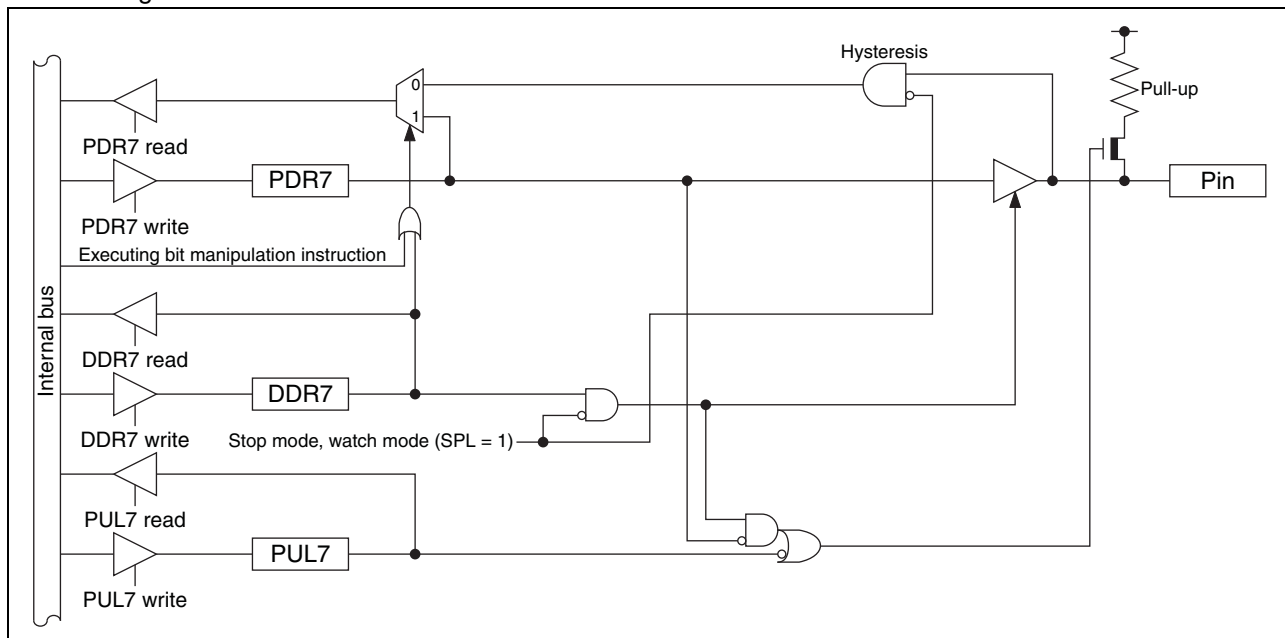 Hysteresis
0
Pull-up
1
PDR7 read
PDR7
Pin
PDR7 write
Executing bit manipulation instruction
Internal bus
DDR7 read
DDR7
DDR7 write
Stop mode, watch mode (SPL = 1)
PUL7 read
PUL7
PUL7 write